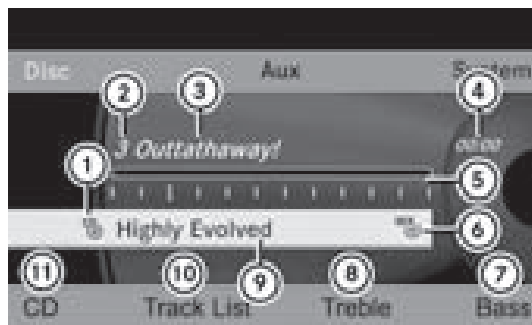 Disc Aux System
2 3 4
3 Outtathaway! 00:00
1
5
Highly Evolved
6
11 10 9 8 7
CD Track List Treble Bass